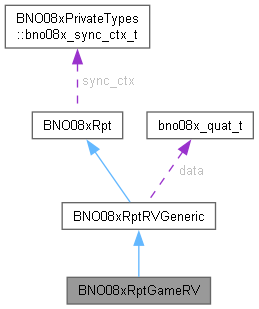 BNO08xPrivateTypes
::bno08x_sync_ctx_t
sync_ctx
BNO08xRpt
bno08x_quat_t
data
BNO08xRptRVGeneric
BNO08xRptGameRV